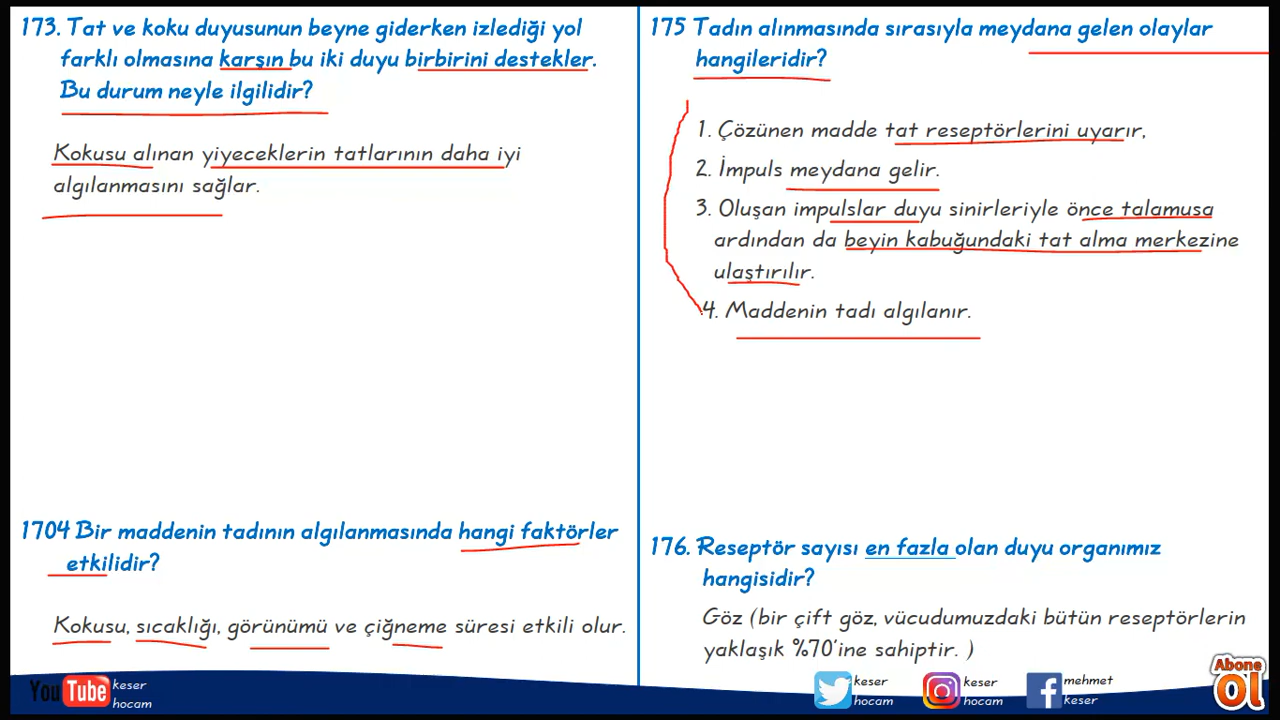 173. Tat ve koku duyusunun beyne giderken izlediği yol
farklı olmasına karşın bu iki duyu birbirini destekler.
Bu durum neyle ilgilidir?
Kokusu alınan yiyeceklerin tatlarının daha iyi
algılanmasını sağlar.
1704 Bir maddenin tadının algılanmasında hangi faktörler
etkilidir?
Kokusu, sıcaklığı, görünümü ve çiğneme süresi etkili olur.
175 Tadın alınmasında sırasıyla meydana gelen olaylar
hangileridir?
1. Çözünen madde tat reseptörlerini uyarır,
2. İmpuls meydana gelir.
3. Oluşan impulslar duyu sinirleriyle önce talamusa
ardından da beyin kabuğundaki tat alma merkezine
ulaştırılır.
4. Maddenin tadı algılanır.
176. Reseptör sayısı en fazla olan duyu organımız
hangisidir?
Göz (bir çift göz, vücudumuzdaki bütün reseptörlerin
yaklaşık %70'ine sahiptir. )
YouTube keser hocam
keser hocam
keser hocam
mehmet keser
Abone OL